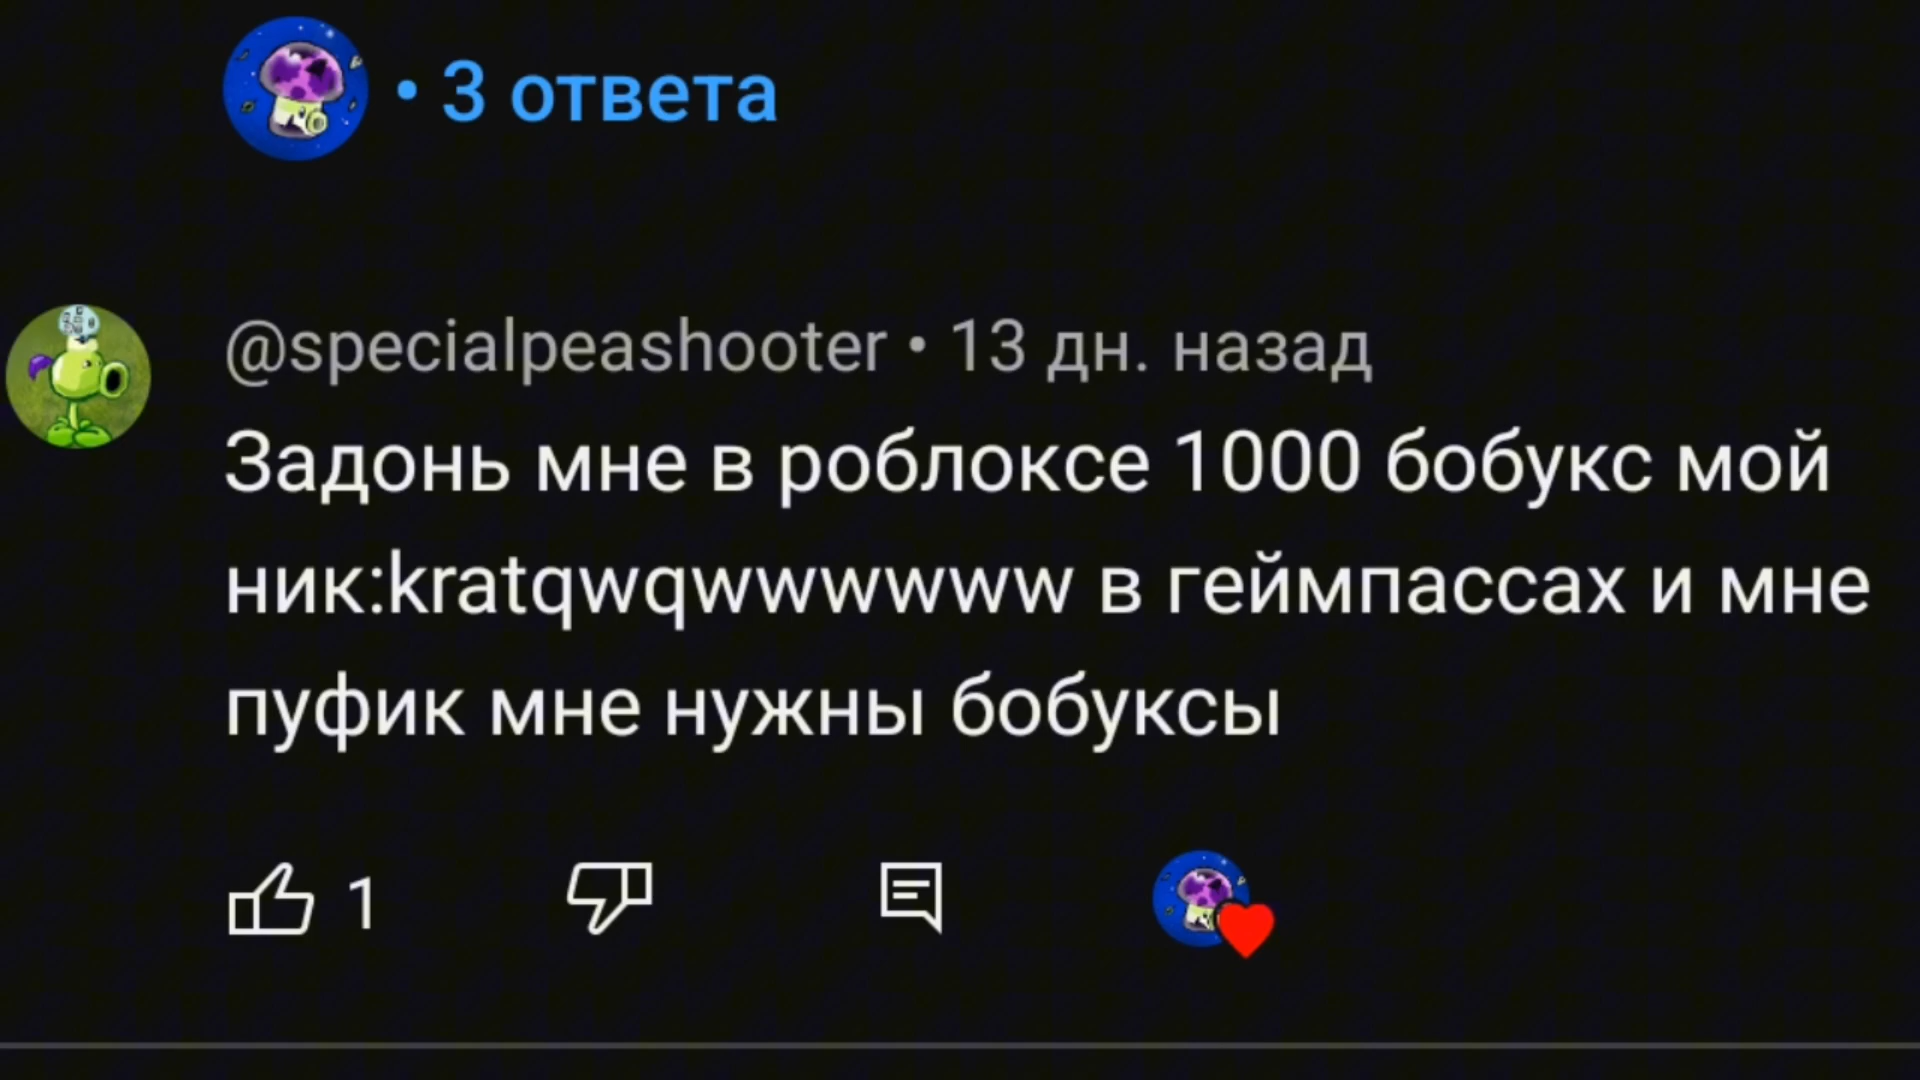 • 3 ответа
@specialpeashooter • 13 дн. назад
Задонь мне в роблоксе 1000 бобукс мой
ник:kratqwqwwwwww в геймпассах и мне
пуфик мне нужны бобуксы
1